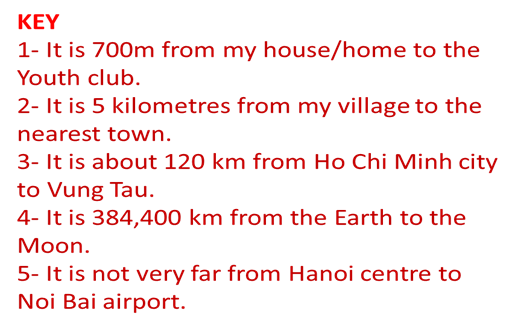 KEY
1- It is 700m from my house/home to the
Youth club.
2- It is 5 kilometres from my village to the
nearest town.
3- It is about 120 km from Ho Chi Minh city
to Vung Tau.
4- It is 384,400 km from the Earth to the
Moon.
5- It is not very far from Hanoi centre to
Noi Bai airport.